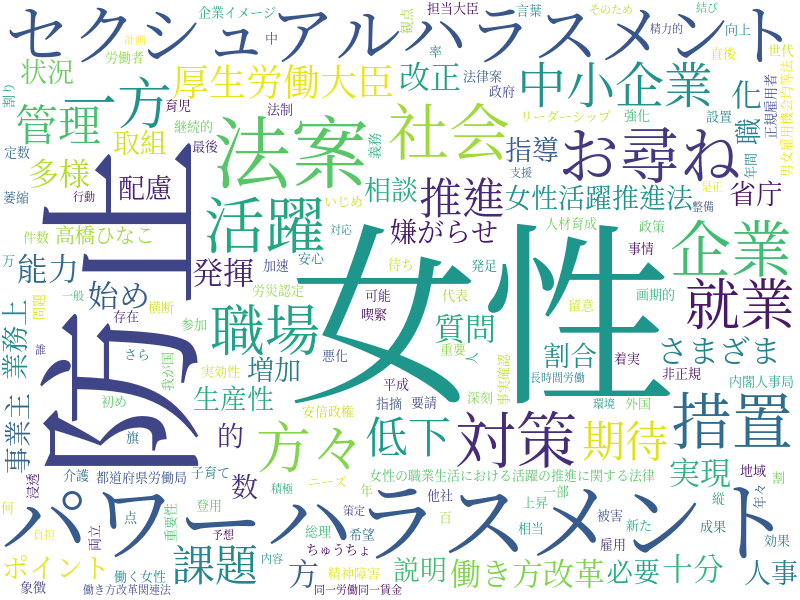 企業イメージ
中
担当大臣
言葉
そのため
結び
向上
セクシュアルハラスメント
計画
労働者
観点
率
精力的
直後
世代
割り
状況
一方
厚生労働大臣
改正
法律案
政府
中小企業
化
正規雇用者
男女雇用機会均等法
管理
取組
育児
継続的
法制
法案
義務
社会
リーダーシップ
強化
設置
職
年間
指導
お尋ね
定数
多様
配慮
最後
支援
是正
萎縮
行動
いじめ
相談
推進
女性活躍推進法
整備
省庁
件数
高橋ひなこ
活躍
対応
嫌がらせ
人材育成
政策
万
能力
発揮
加速
安心
待ち
発足
事情
企業
阻止
女性
問題
一般
始め
横断
労災認定
可能
代表
画期的
留意
就業
業務上
存在
参加
職場
喫緊
質問
誰
さら
悪化
重要
人
割合
着実
さまざま
我が国
実効性
増加
平成
事実確認
長時間労働
非正規
事業主
初め
生産性
安倍政権
指摘
要請
深刻
環境
外国
内閣人事局
旗
的
方々
低下
対策
期待
措置
浸透
介護
都道府県労働局
子育て
女性の職業生活における活躍の推進に関する法律
実現
地域
割
数
ニーズ
年
他社
上昇
一部
縦
年々
何
積極
登用
百
パワーハラスメント
点
重要性
予想
総理
策定
希望
相当
被害
新た
成果
効果
負担
両立
ちゅうちょ
雇用
ポイント
課題
内容
方
説明
働き方改革
必要
十分
人事
象徴
働く女性
精神障害
働き方改革関連法
同一労働同一賃金